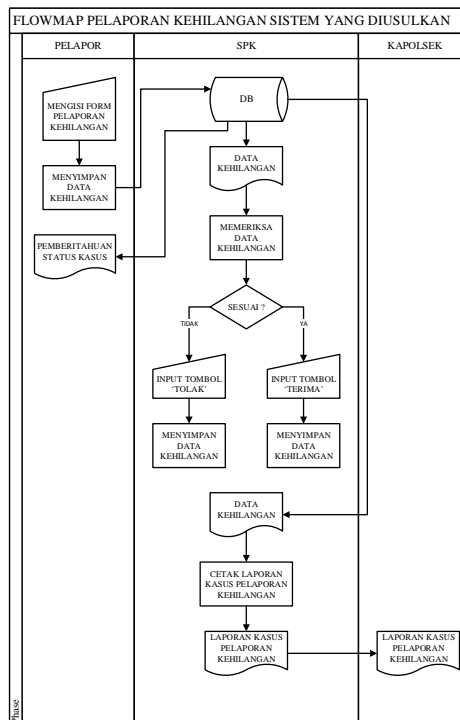 FLOWMAP PELAPORAN KEHILANGAN SISTEM YANG DIUSULKAN
PELAPOR
SPK
KAPOLSEK
MENGISI FORM
PELAPORAN
KEHILANGAN
MENYIMPAN
DATA
KEHILANGAN
PEMBERITAHUAN
STATUS KASUS
DB
DATA
KEHILANGAN
MEMERIKSA
DATA
KEHILANGAN
SESUAI ?
TIDAK
YA
INPUT TOMBOL
‘TOLAK’
INPUT TOMBOL
‘TERIMA’
MENYIMPAN
DATA
KEHILANGAN
MENYIMPAN
DATA
KEHILANGAN
DATA
KEHILANGAN
CETAK LAPORAN
KASUS PELAPORAN
KEHILANGAN
LAPORAN KASUS
PELAPORAN
KEHILANGAN
LAPORAN KASUS
PELAPORAN
KEHILANGAN
Phase